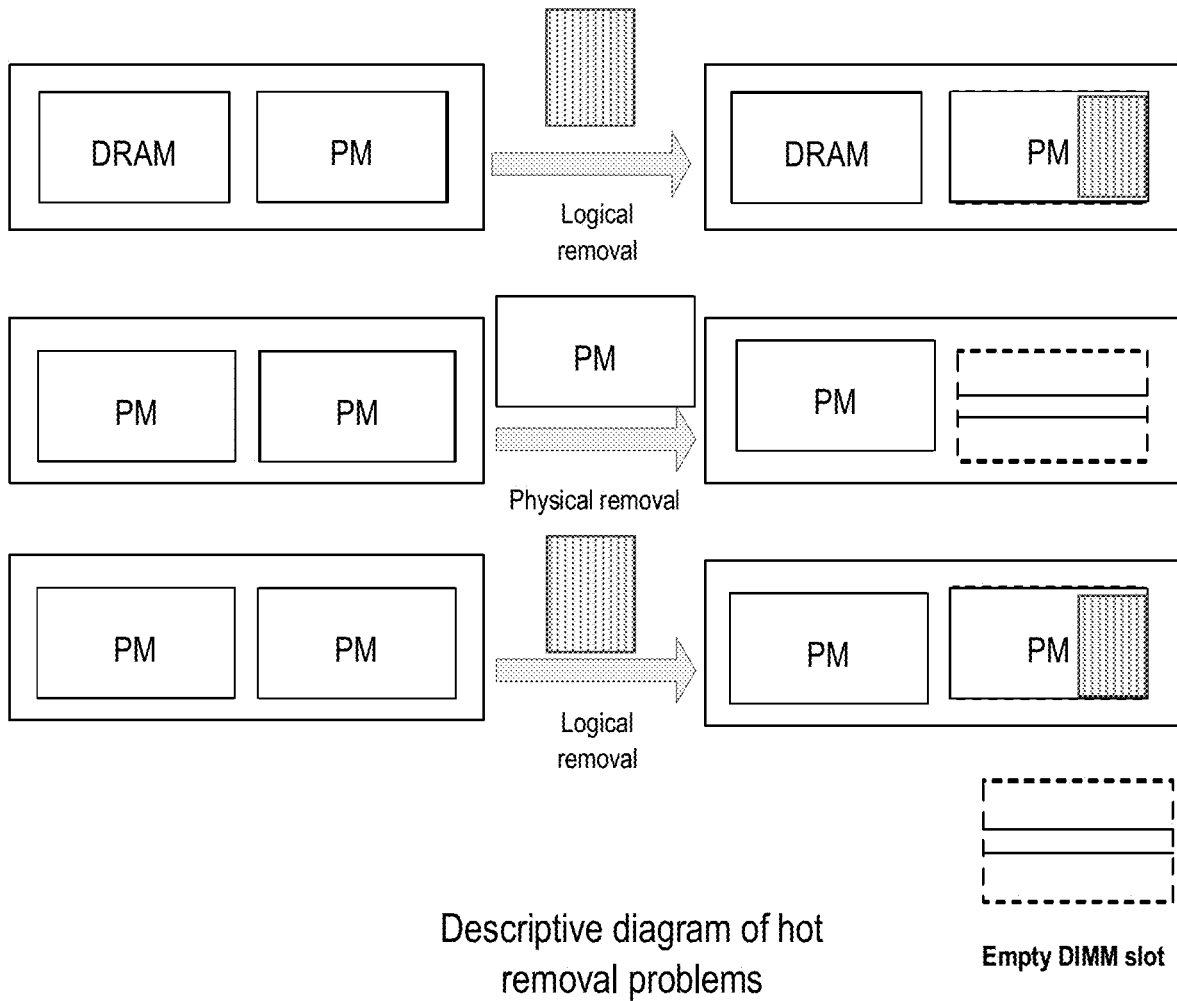 DRAM
PM
Logical
removal
DRAM
PM
PM
PM
PM
Physical removal
PM
PM
PM
Logical
removal
PM
PM
Descriptive diagram of hot
removal problems
Empty DIMM slot